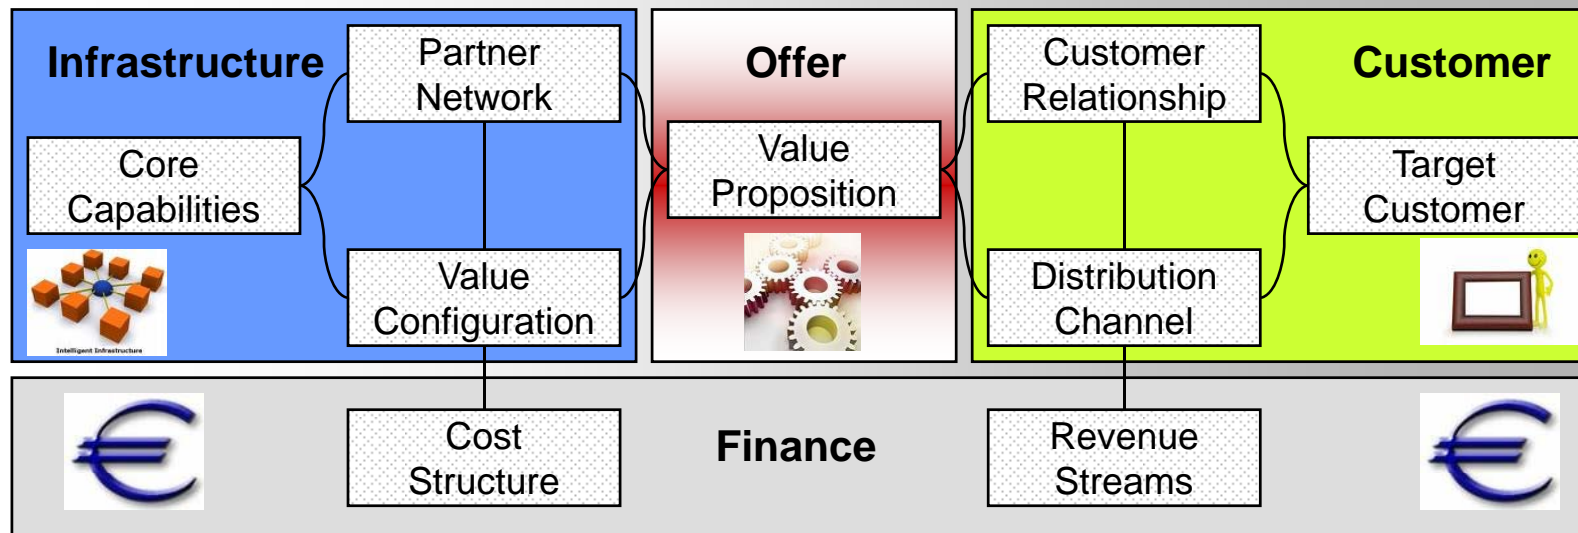 Infrastructure
Partner
Network
Core
Capabilities
Value
Configuration
Intelligent Infrastructure
Offer
Value
Proposition
Customer
Customer
Relationship
Target
Customer
Distribution
Channel
Finance
Cost
Structure
Revenue
Streams